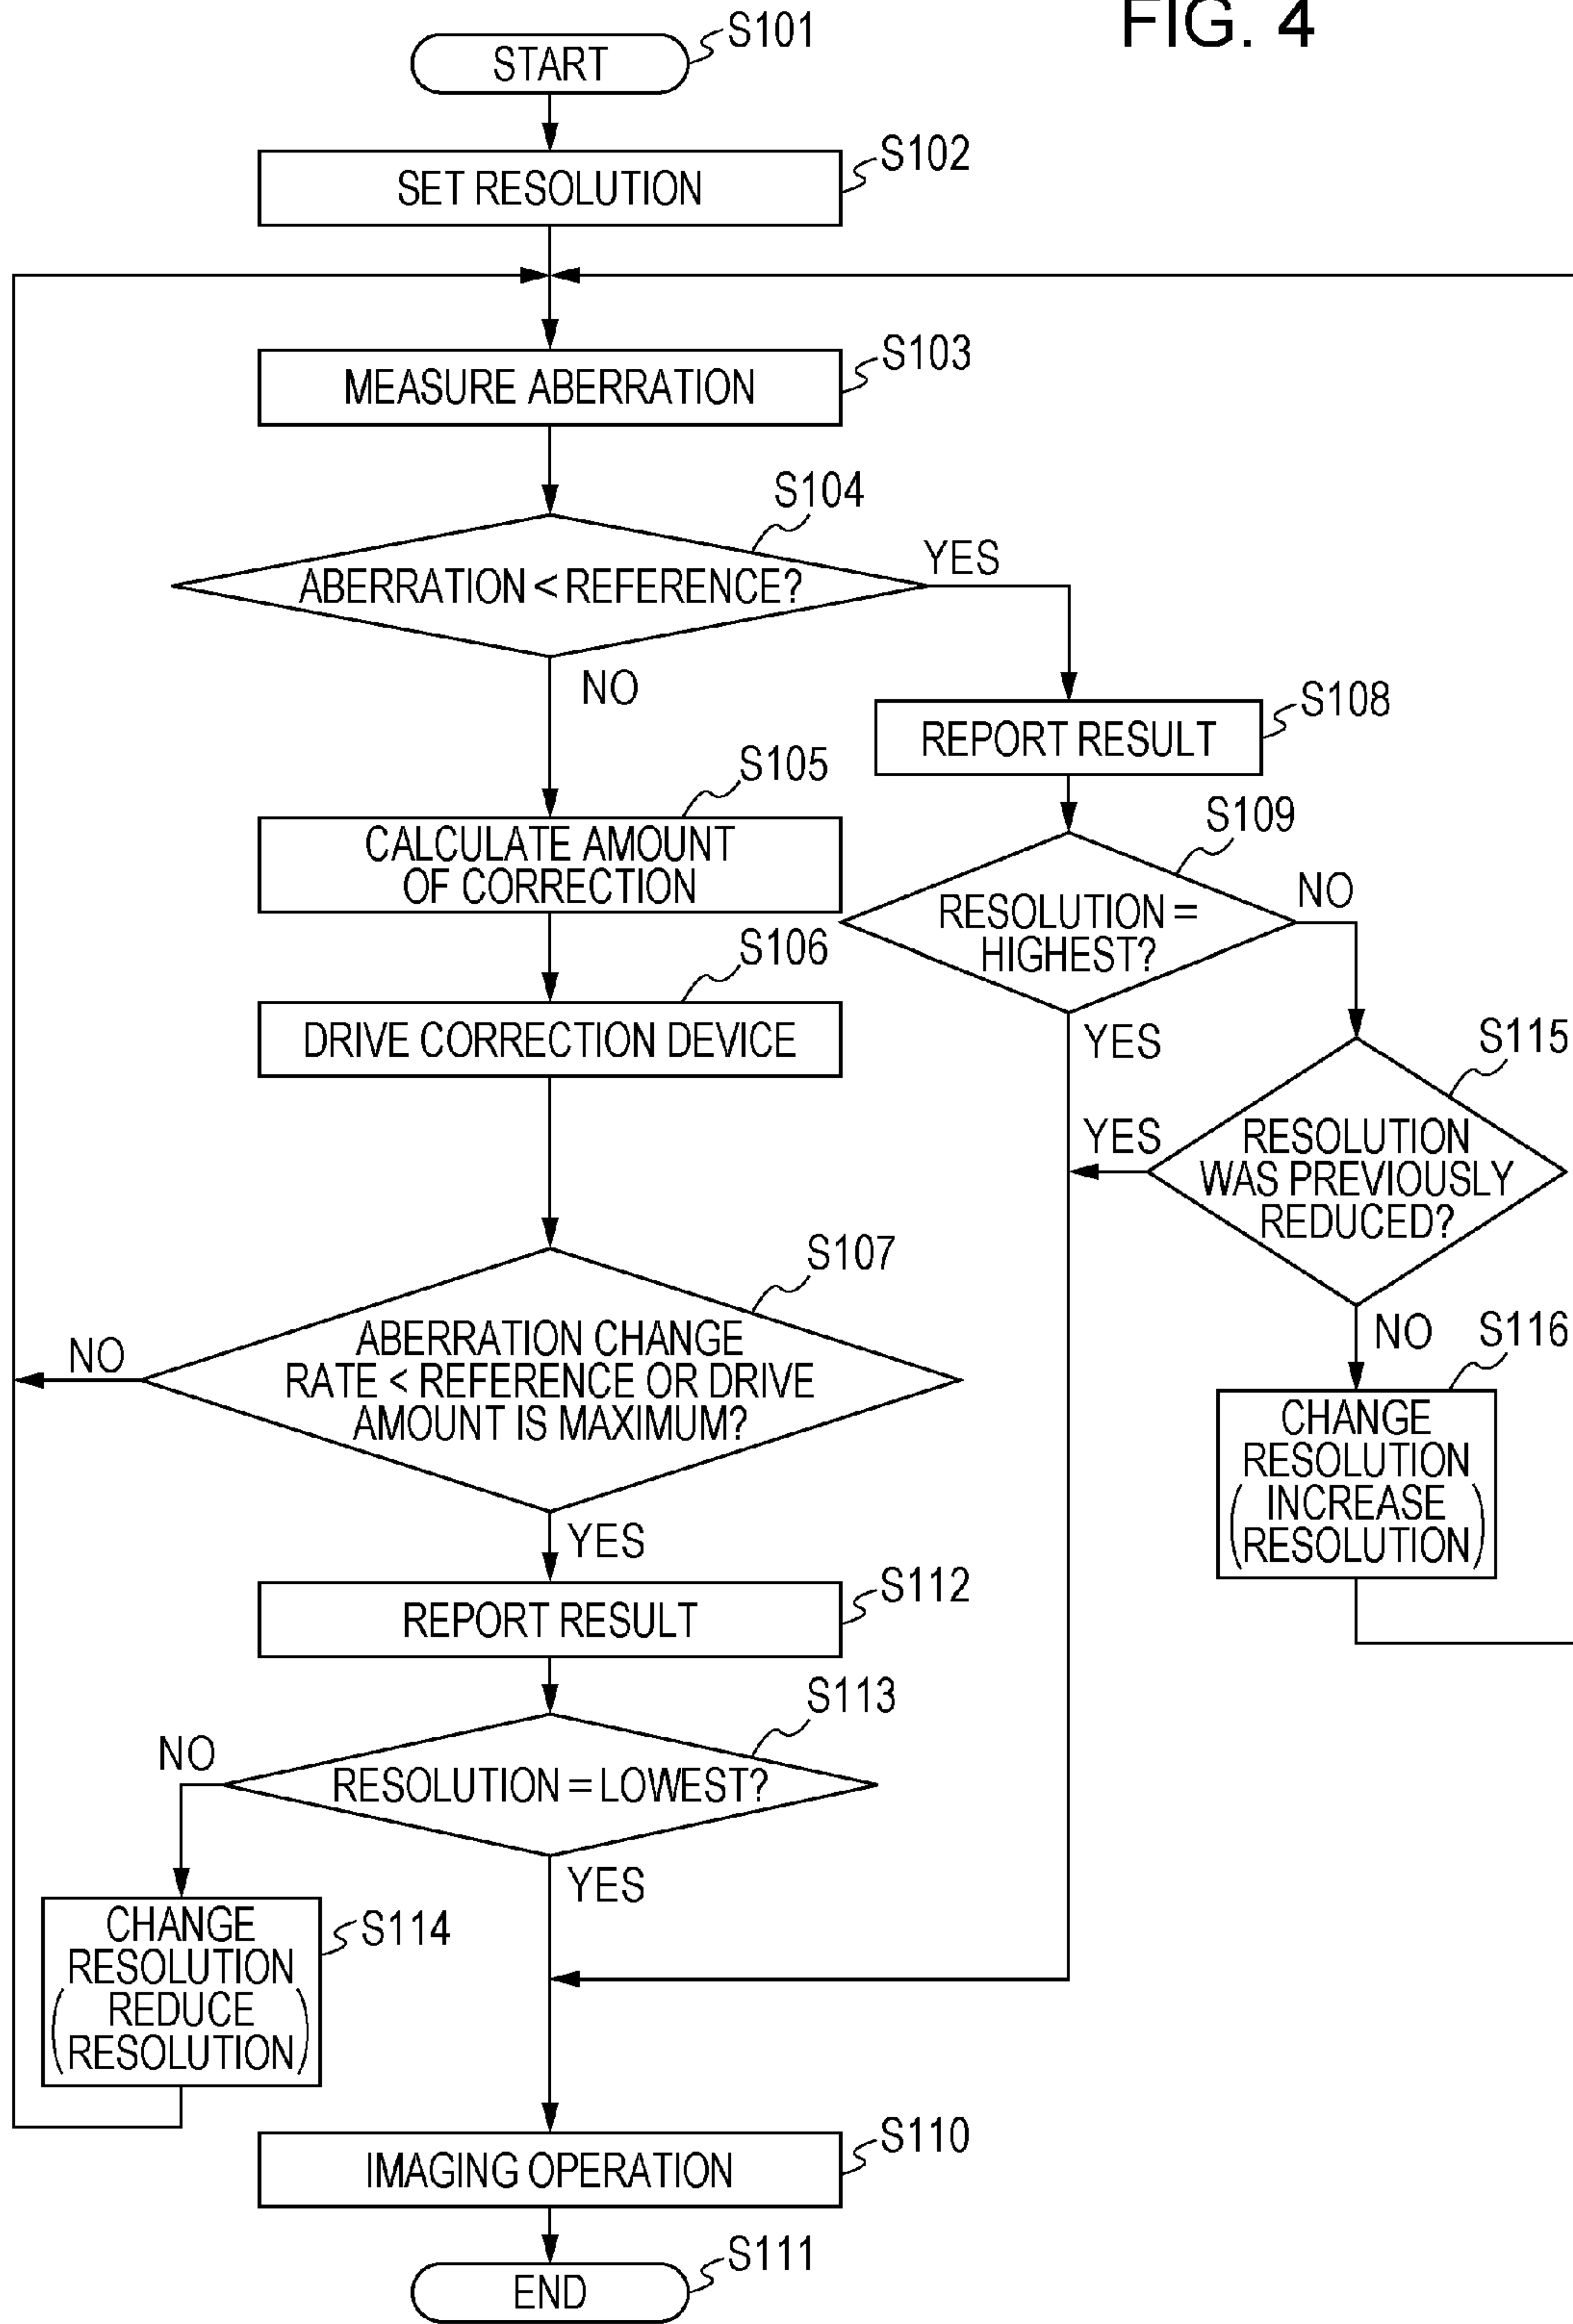 FIG. 4
S101
START
S102
SET RESOLUTION
S103
MEASURE ABERRATION
S104
ABERRATION < REFERENCE?
YES
NO
S108
REPORT RESULT
S105
CALCULATE AMOUNT
OF CORRECTION
S109
RESOLUTION =
HIGHEST?
NO
YES
S106
DRIVE CORRECTION DEVICE
S115
RESOLUTION
WAS PREVIOUSLY
REDUCED?
YES
NO
S107
ABERRATION CHANGE
RATE < REFERENCE OR DRIVE
AMOUNT IS MAXIMUM?
NO
YES
S116
CHANGE
RESOLUTION
(INCREASE
RESOLUTION)
S112
REPORT RESULT
S113
RESOLUTION = LOWEST?
NO
YES
S114
CHANGE
RESOLUTION
(REDUCE
RESOLUTION)
S110
IMAGING OPERATION
S111
END